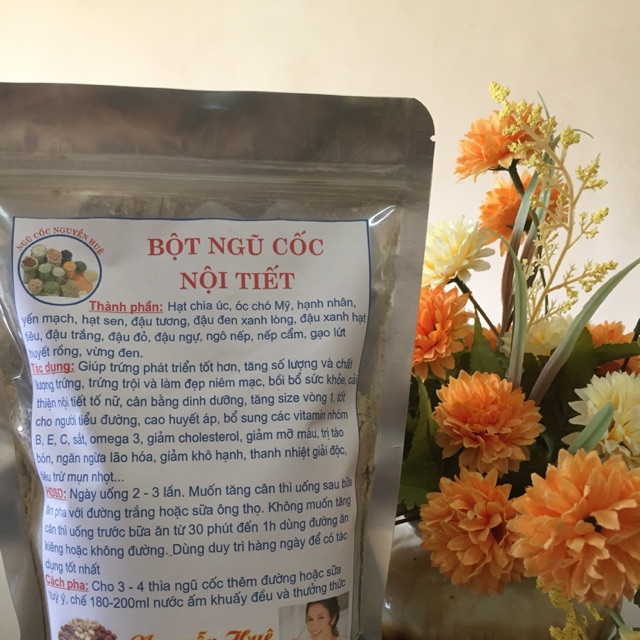 NGŨ CỐC NGUYỄN HUÊ
BỘT NGŨ CỐC
NỘI TIẾT
Thành phần: Hạt chia úc, óc chó Mỹ, hạnh nhân,
yến mạch, hạt sen, đậu tương, đậu đen xanh lòng, đậu xanh hạt
tiêu, đậu trắng, đậu đỏ, đậu ngự, ngô nếp, nếp cẩm, gạo lứt
huyết rồng, vừng đen.
Tác dụng: Giúp trứng phát triển tốt hơn, tăng số lượng và chất
lượng trứng, trứng trội và làm đẹp niêm mạc, bồi bổ sức khỏe, cải
thiện nội tiết tố nữ, cân bằng dinh dưỡng, tăng size vòng 1, tốt
cho người tiểu đường, cao huyết áp, bổ sung các vitamin nhóm
B, E, C, sắt, omega 3, giảm cholesterol, giảm mỡ máu, trị táo
bón, ngăn ngừa lão hóa, giảm khô hạnh, thanh nhiệt giải độc,
tiêu trừ mụn nhọt...
HDSD: Ngày uống 2 - 3 lần. Muốn tăng cân thì uống sau bữa
ăn pha với đường trắng hoặc sữa ông thọ. Không muốn tăng
cân thì uống trước bữa ăn từ 30 phút đến 1h dùng đường ăn
kiêng hoặc không đường. Dùng duy trì hàng ngày để có tác
dụng tốt nhất
Cách pha: Cho 3 - 4 thìa ngũ cốc thêm đường hoặc sữa
tuỳ ý, chế 180-200ml nước ấm khuấy đều và thưởng thức
Nguyễn Huê